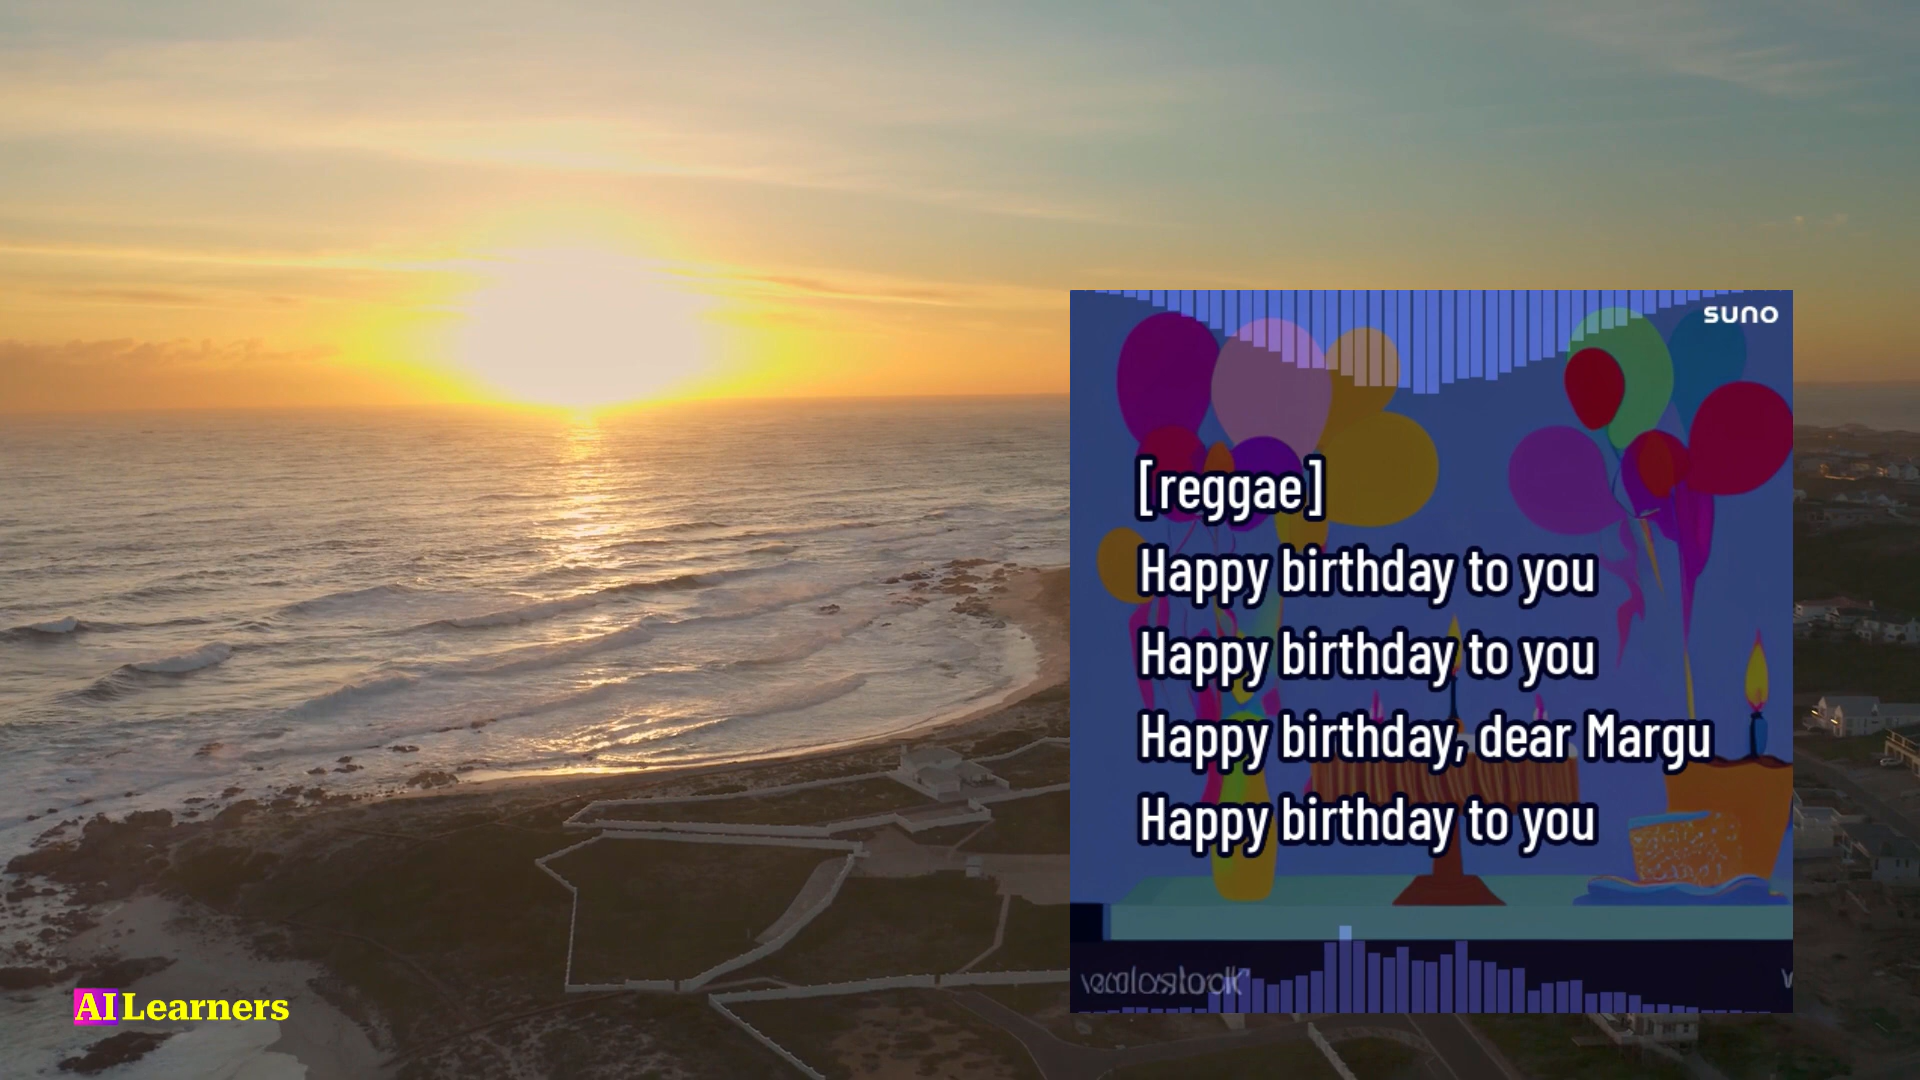 suno
[reggae]
Happy birthday to you
Happy birthday to you
Happy birthday, dear Margu
Happy birthday to you
AI Learners